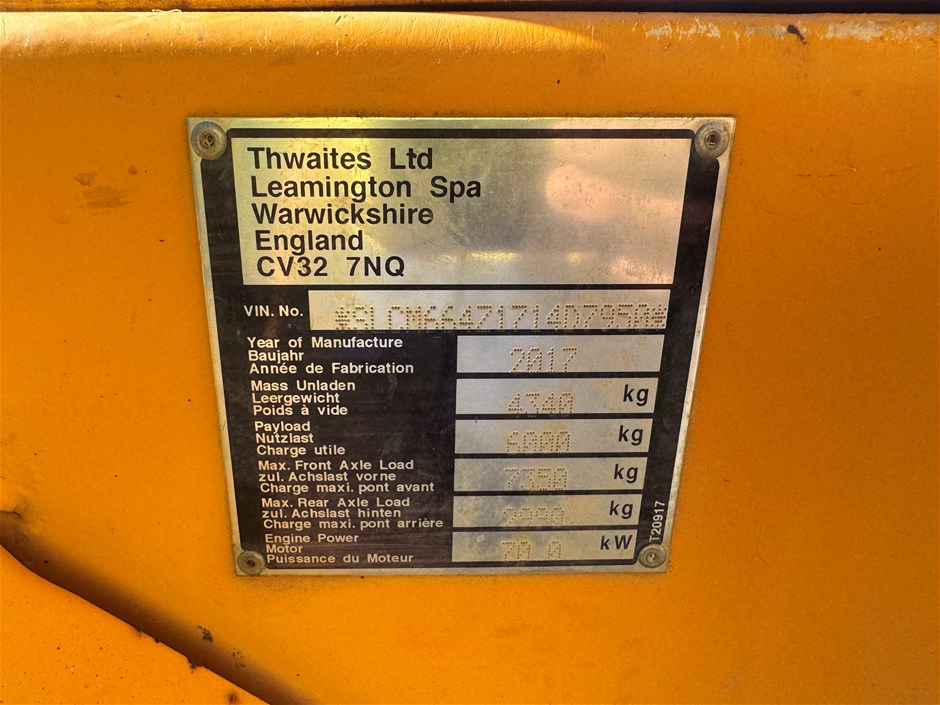 Thwaites Ltd
Leamington Spa
Warwickshire
England
CV32 7NQ
VIN. No.
Year of Manufacture
Baujahr
Année de Fabrication
2017
Mass Unladen
Leergewicht
Poids à vide
4340 kg
Payload
Nutzlast
Charge utile
6000 kg
Max. Front Axle Load
zul. Achslast vorne
Charge maxi. pont avant
7350 kg
Max. Rear Axle Load
zul. Achslast hinten
Charge maxi. pont arrière
kg
Engine Power
Motor
Puissance du Moteur
70.0 kW
T20917